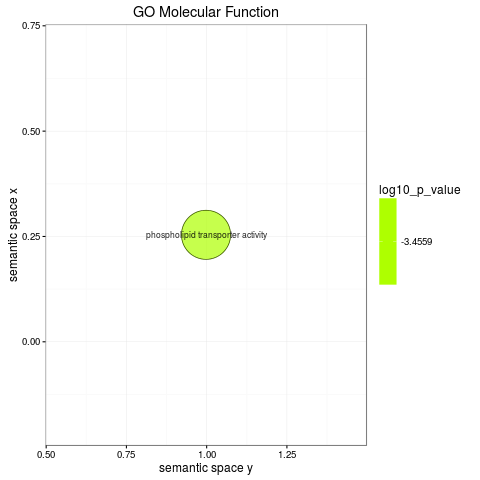 GO Molecular Function
0.75
0.50
0.25
0.00
semantic space x
phospholipid transporter activity
0.50
0.75
1.00
1.25
semantic space y
log10_p_value
-3.4559